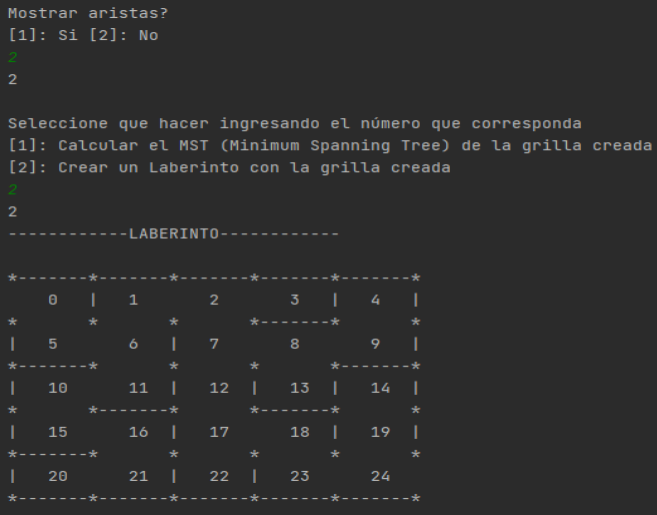 Mostrar aristas?
[1]: Si [2]: No
2
2
Seleccione que hacer ingresando el número que corresponda
[1]: Calcular el MST (Minimum Spanning Tree) de la grilla creada
[2]: Crear un Laberinto con la grilla creada
2
2
------------LABERINTO------------
*-------*-------*-------*-------*-------*
    0   |   1       2       3   |   4   |
*       *       *       *-------*       *
|   5       6   |   7       8       9   |
*-------*       *       *       *-------*
|   10      11  |   12  |   13  |   14  |
*       *-------*       *-------*       *
|   15      16  |   17      18  |   19  |
*-------*       *       *       *       *
|   20      21  |   22  |   23      24
*-------*-------*-------*-------*-------*